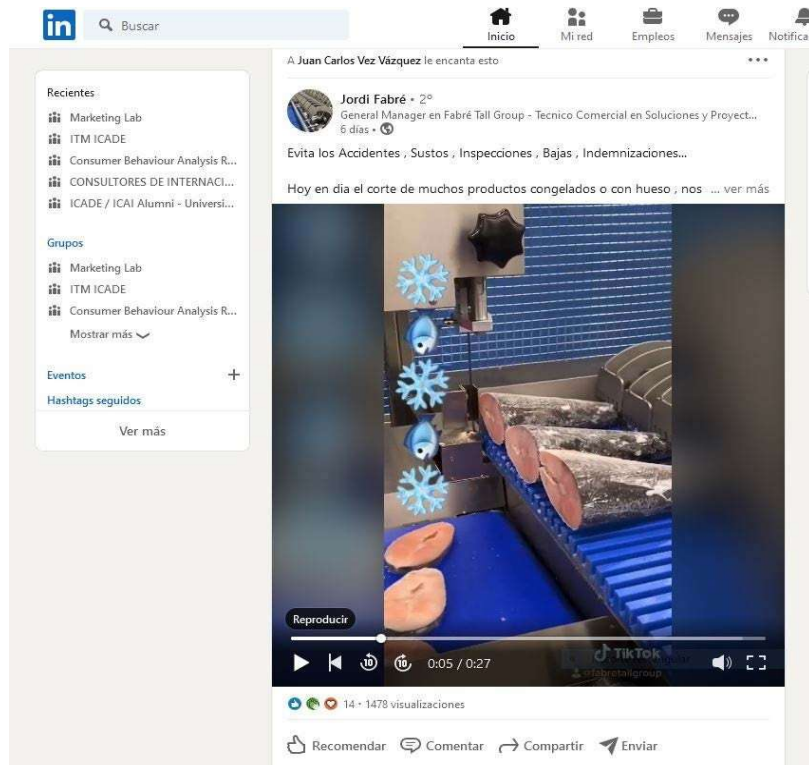 in
Buscar
Inicio
Mi red
Empleos
Mensajes
Notifica
Recientes
Marketing Lab
ITM ICADE
Consumer Behaviour Analysis R...
CONSULTORES DE INTERNACI...
ICADE / ICAI Alumni - Universi...
Grupos
Marketing Lab
ITM ICADE
Consumer Behaviour Analysis R...
Mostrar más
Eventos
Hashtags seguidos
Ver más
A Juan Carlos Vez Vázquez le encanta esto
Jordi Fabré • 2º
General Manager en Fabré Tall Group - Tecnico Comercial en Soluciones y Proyect...
6 días •
Evita los Accidentes , Sustos , Inspecciones , Bajas , Indemnizaciones...
Hoy en dia el corte de muchos productos congelados o con hueso , nos ... ver más
Reproducir
10
10
0:05 / 0:27
TikTok
@fabretallgroup
14 • 1478 visualizaciones
Recomendar
Comentar
Compartir
Enviar